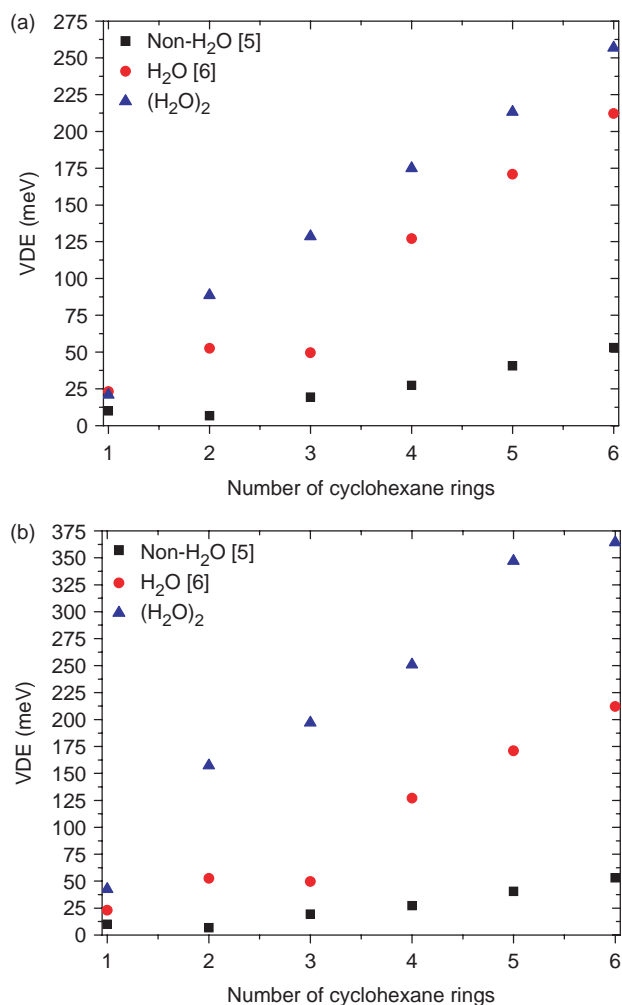 (a)
275
250
225
200
175
150
125
100
75
50
25
0
VDE (meV)
Non-H₂O [5]
H₂O [6]
(H₂O)₂
1 2 3 4 5 6
Number of cyclohexane rings
(b)
375
350
325
300
275
250
225
200
175
150
125
100
75
50
25
0
VDE (meV)
Non-H₂O [5]
H₂O [6]
(H₂O)₂
1 2 3 4 5 6
Number of cyclohexane rings